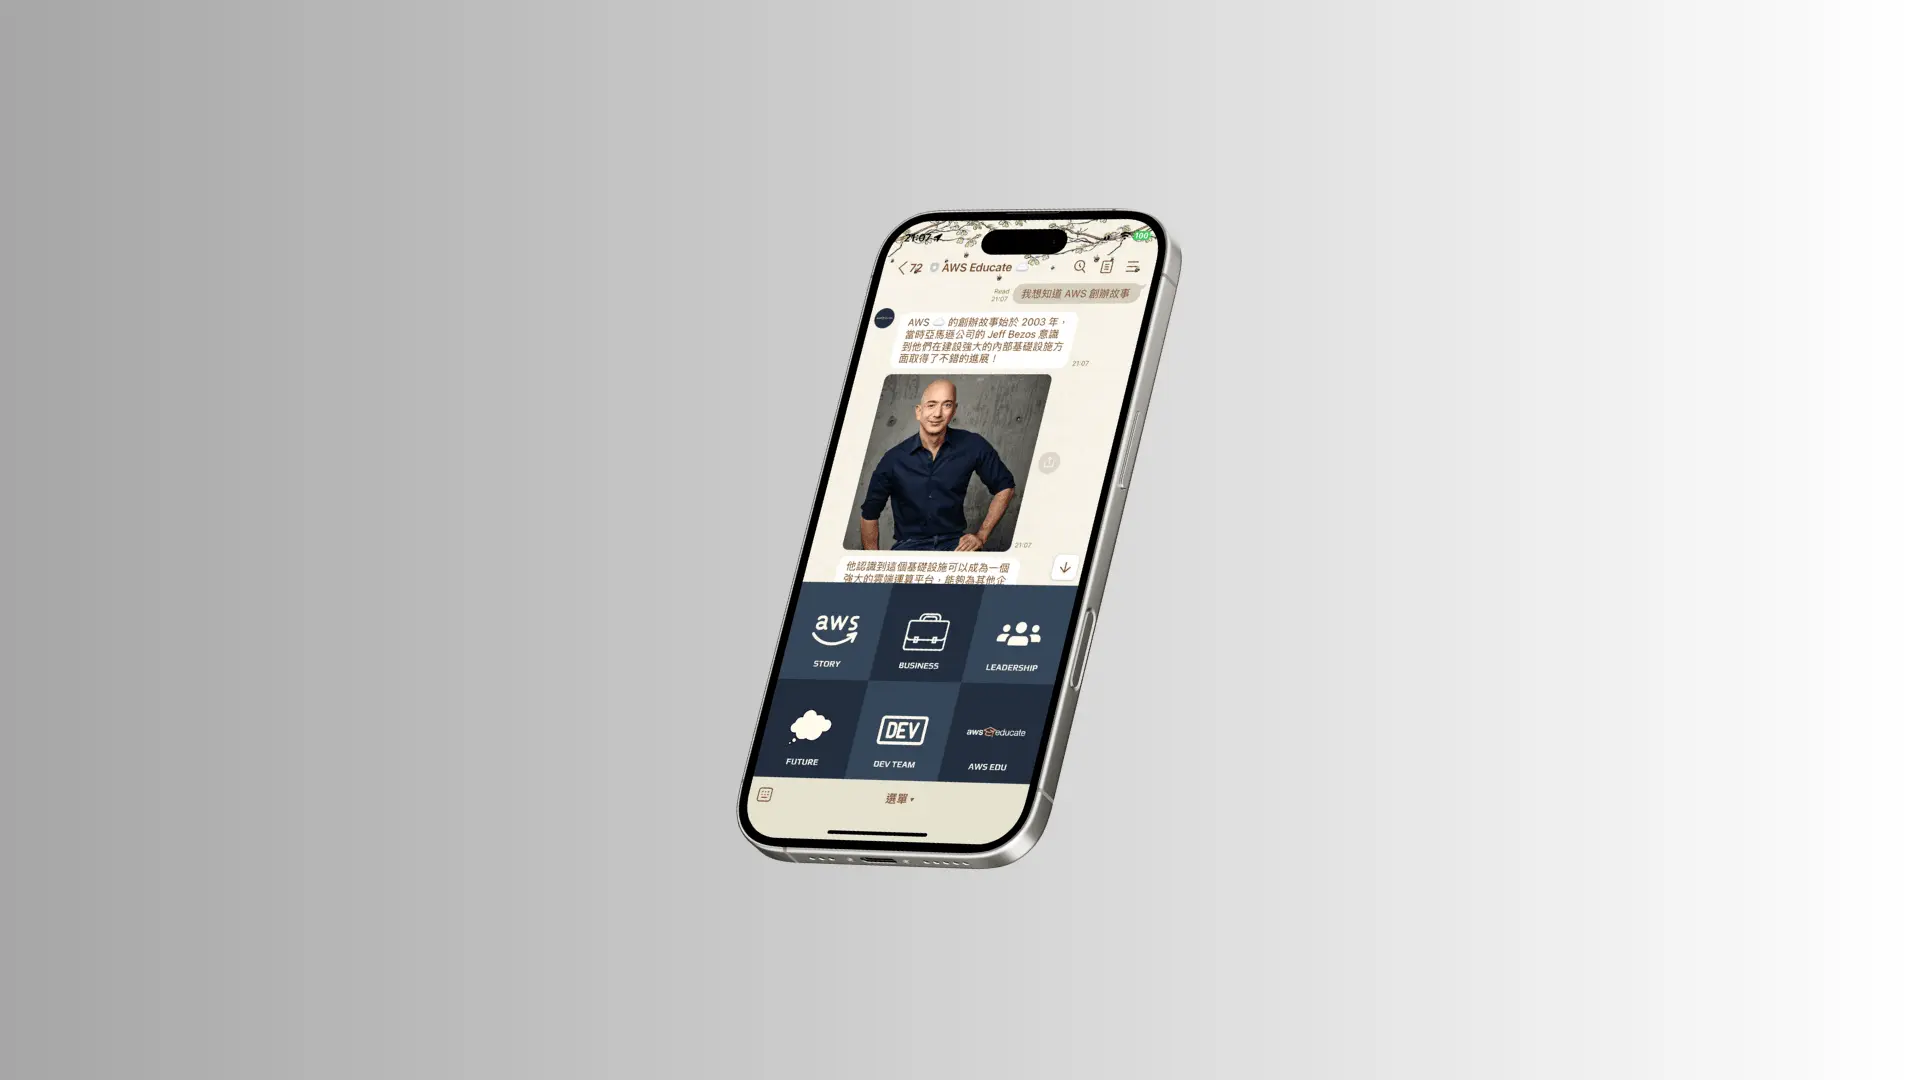 21:07
100
72 AWS Educate
我想知道 AWS 創辦故事
Read
21:07
AWS ☁️ 的創辦故事始於 2003 年，
當時亞馬遜公司的 Jeff Bezos 意識
到他們在建設強大的內部基礎設施方
面取得了不錯的進展！
21:07
21:07
他認識到這個基礎設施可以成為一個
強大的雲端運算平台，能夠為其他企
aws
STORY
BUSINESS
LEADERSHIP
FUTURE
DEV
DEV TEAM
aws educate
AWS EDU
選單 ▾